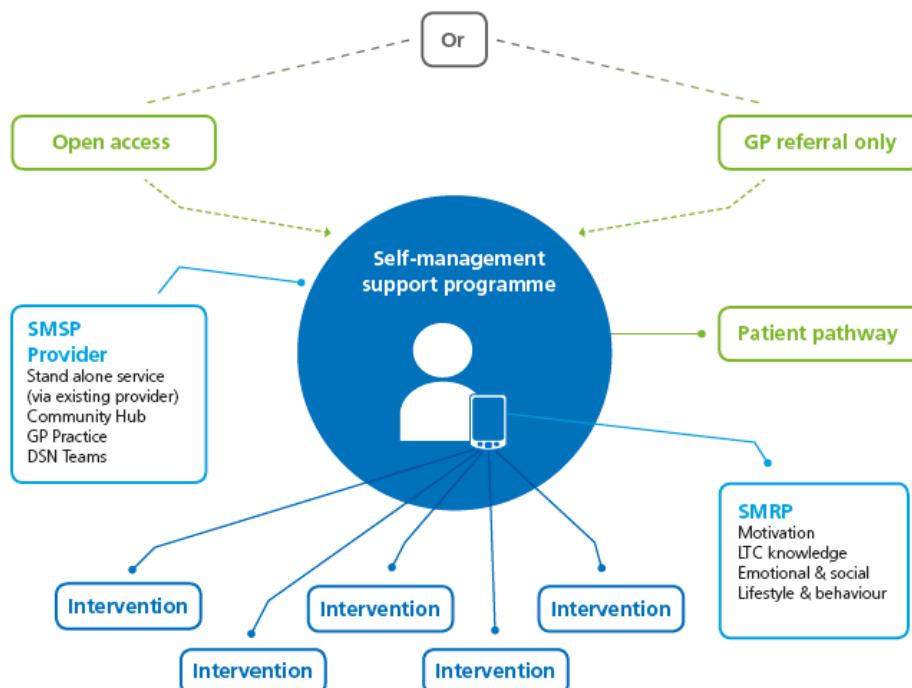 Or
Open access
GP referral only
Self-management
support programme
SMSP
Provider
Stand alone service
(via existing provider)
Community Hub
GP Practice
DSN Teams
Patient pathway
SMRP
Motivation
LTC knowledge
Emotional & social
Lifestyle & behaviour
Intervention
Intervention
Intervention
Intervention
Intervention